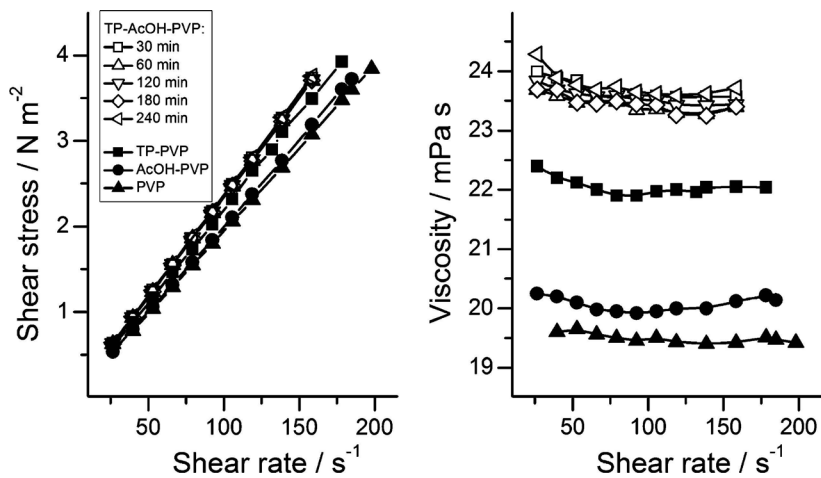 TP-AcOH-PVP:
30 min
60 min
120 min
180 min
240 min
TP-PVP
AcOH-PVP
PVP
Shear stress / N m⁻²
4
3
2
1
50 100 150 200
Shear rate / s⁻¹
Viscosity / mPa s
24
23
22
21
20
19
50 100 150 200
Shear rate / s⁻¹